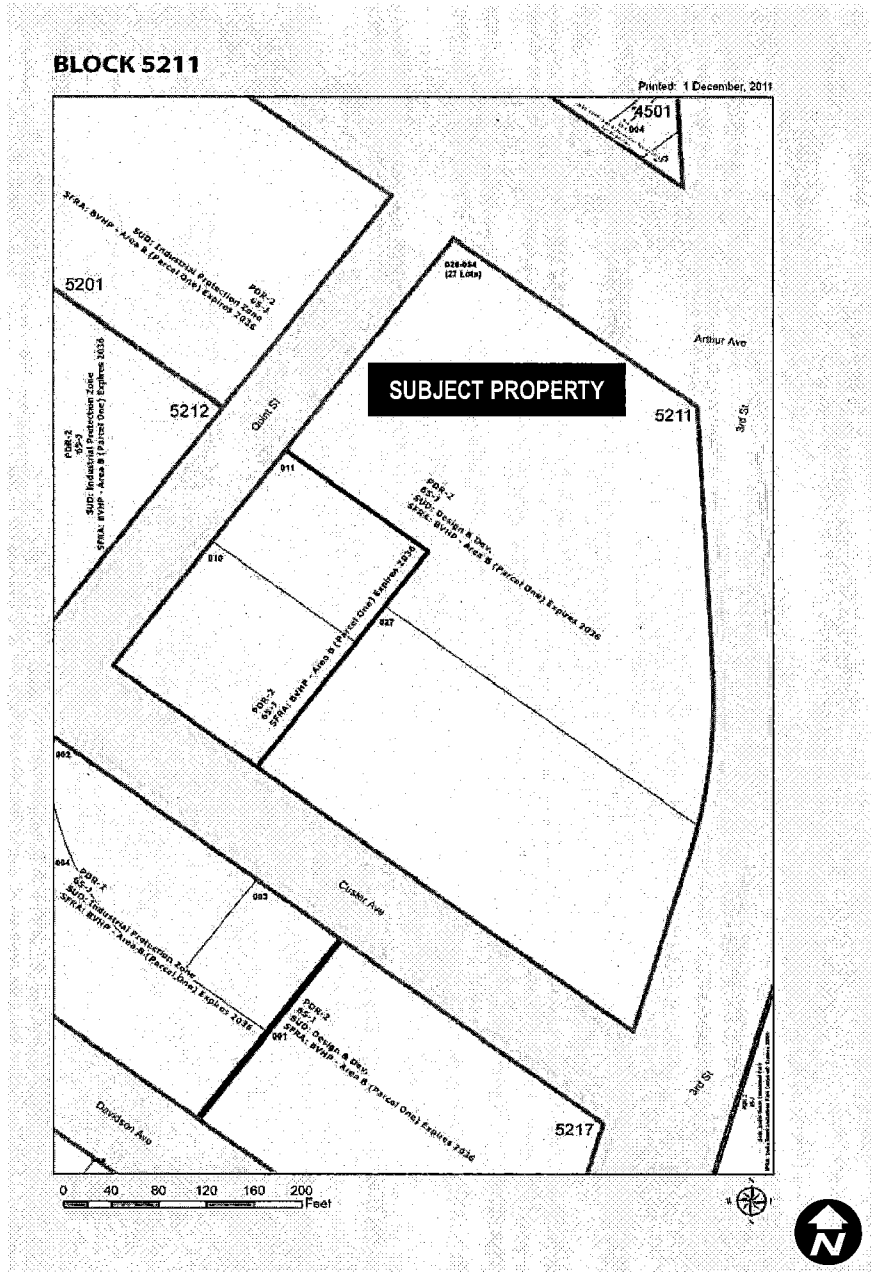 BLOCK 5211
Printed: 1 December, 2011
4501
004
SUD: Industrial Protection Zone
SFRA: BVHP - Area B (Parcel One) Expires 2036
PDR-2
65-J
5201
028-054
(27 Lots)
Arthur Ave
SUBJECT PROPERTY
5211
3rd St
5212
Quint St
PDR-2
65-J
SUD: Industrial Protection Zone
SFRA: BVHP - Area B (Parcel One) Expires 2036
011
PDR-2
65-J
SUD: Design & Dev.
SFRA: BVHP - Area B (Parcel One) Expires 2036
010
027
PDR-2
65-J
SFRA: BVHP - Area B (Parcel One) Expires 2036
002
004
PDR-2
65-J
SUD: Industrial Protection Zone
SFRA: BVHP - Area B (Parcel One) Expires 2036
003
Custer Ave
001
PDR-2
65-J
SUD: Design & Dev.
SFRA: BVHP - Area B (Parcel One) Expires 2036
3rd St
Davidson Ave
5217
0 40 80 120 160 200
Feet
N